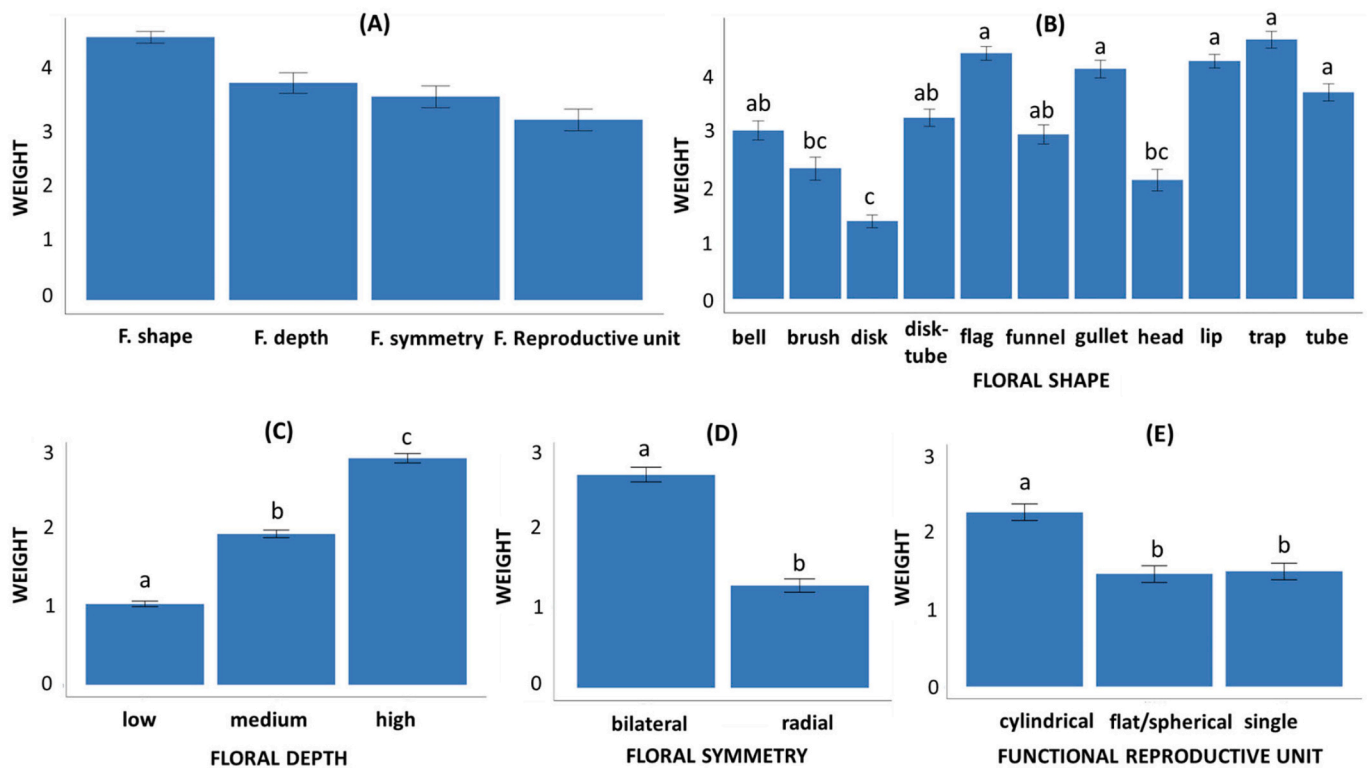 (A)
WEIGHT
4
3
2
1
0
F. shape F. depth F. symmetry F. Reproductive unit
(B)
WEIGHT
4
3
2
1
0
ab bc c ab a ab a bc a a a
bell brush disk disk-tube flag funnel gullet head lip trap tube
FLORAL SHAPE
(C)
WEIGHT
3
2
1
0
a b c
low medium high
FLORAL DEPTH
(D)
WEIGHT
3
2
1
0
a b
bilateral radial
FLORAL SYMMETRY
(E)
WEIGHT
3
2
1
0
a b b
cylindrical flat/spherical single
FUNCTIONAL REPRODUCTIVE UNIT